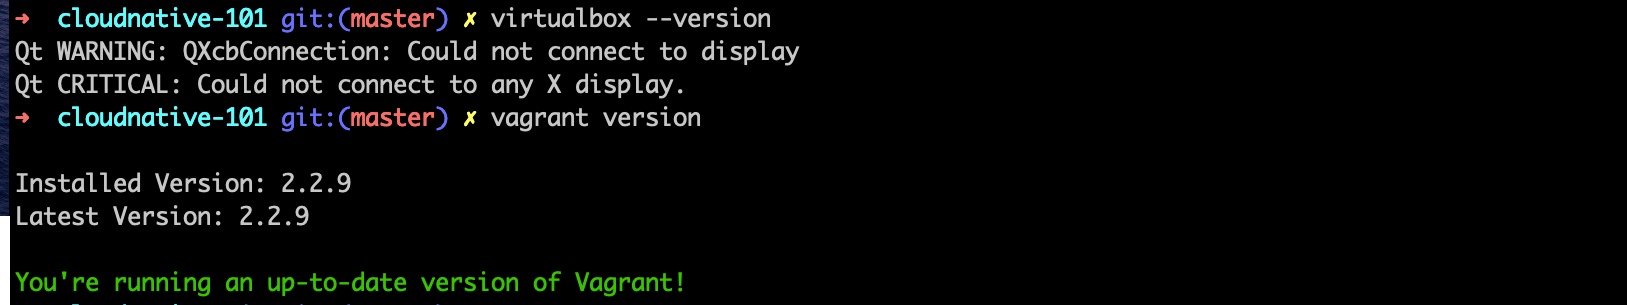 ➜  cloudnative-101 git:(master) ✗ virtualbox --version
Qt WARNING: QXcbConnection: Could not connect to display
Qt CRITICAL: Could not connect to any X display.
➜  cloudnative-101 git:(master) ✗ vagrant version
Installed Version: 2.2.9
Latest Version: 2.2.9
You're running an up-to-date version of Vagrant!